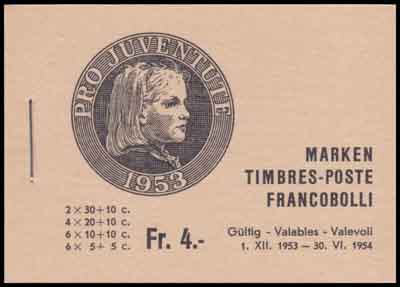 PRO JUVENTUTE
1953
MARKEN
TIMBRES-POSTE
FRANCOBOLLI
2 × 30+10 c.
4 × 20+10 c.
6 × 10+10 c.
6 × 5+ 5 c.
Fr. 4.-
Gültig - Valables - Valevoli
1. XII. 1953 — 30. VI. 1954